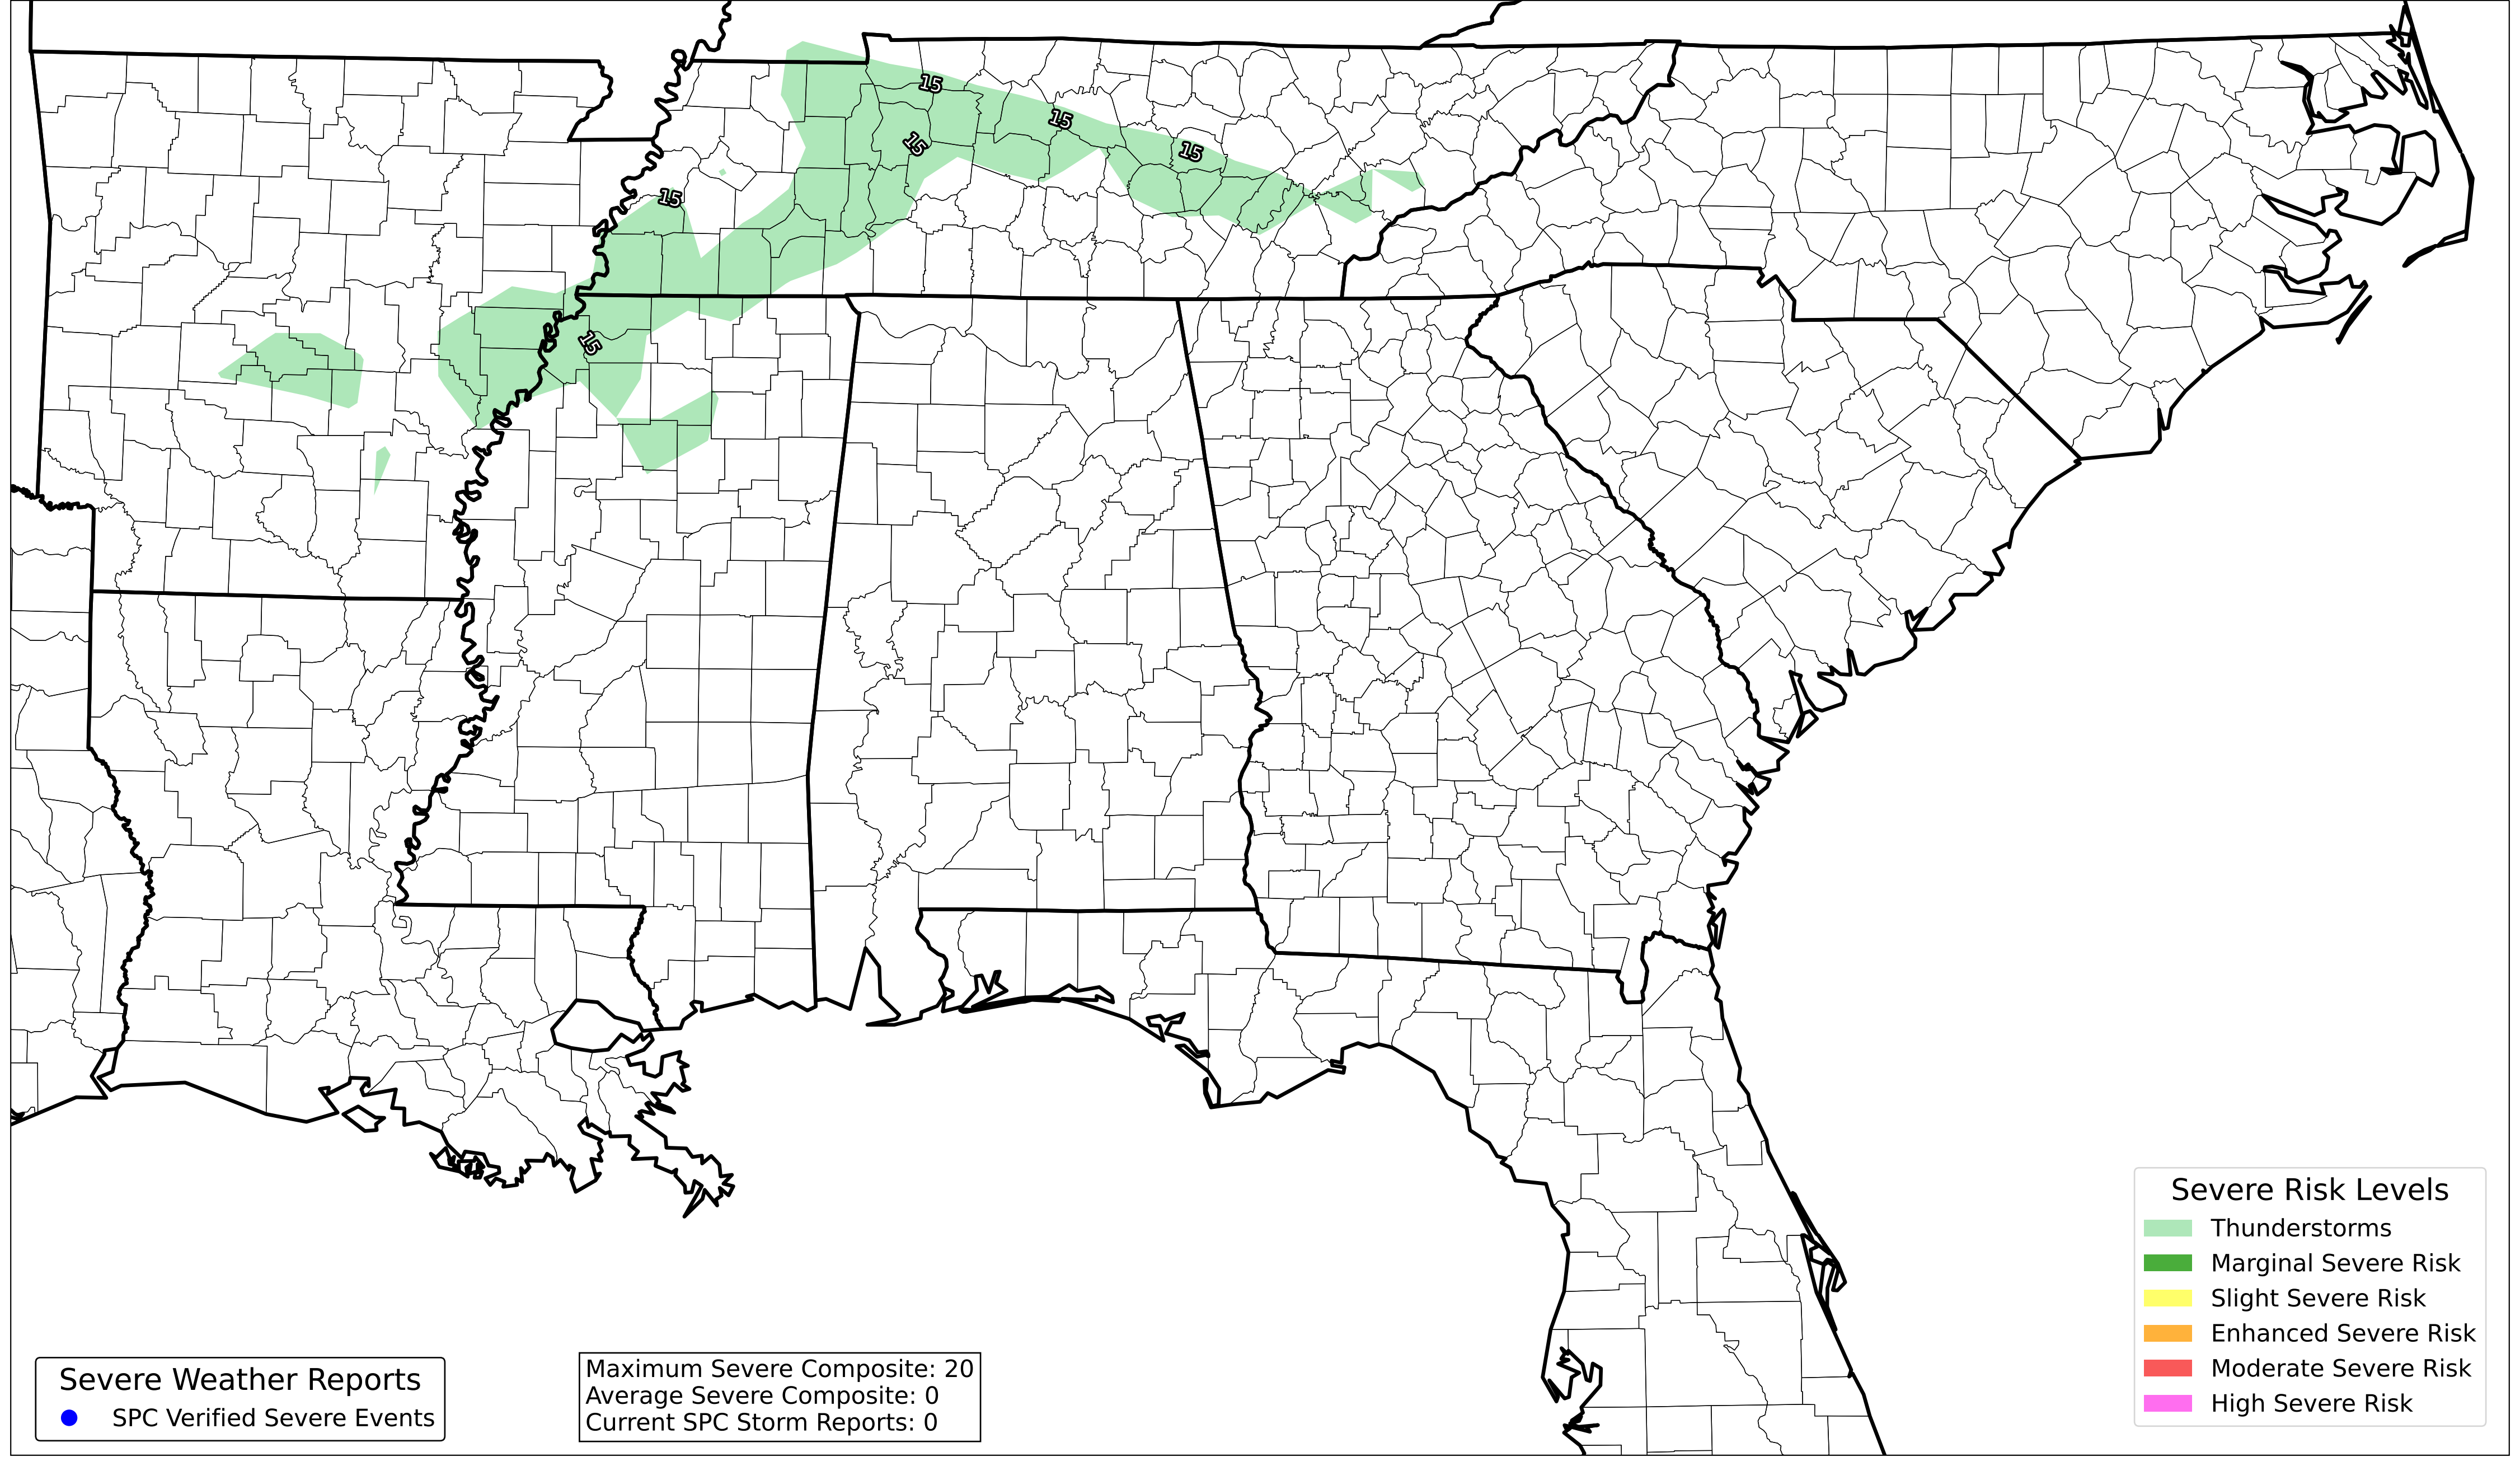 15
15
15
15
15
15
Severe Risk Levels
Thunderstorms
Marginal Severe Risk
Slight Severe Risk
Enhanced Severe Risk
Moderate Severe Risk
High Severe Risk
Severe Weather Reports
SPC Verified Severe Events
Maximum Severe Composite: 20
Average Severe Composite: 0
Current SPC Storm Reports: 0